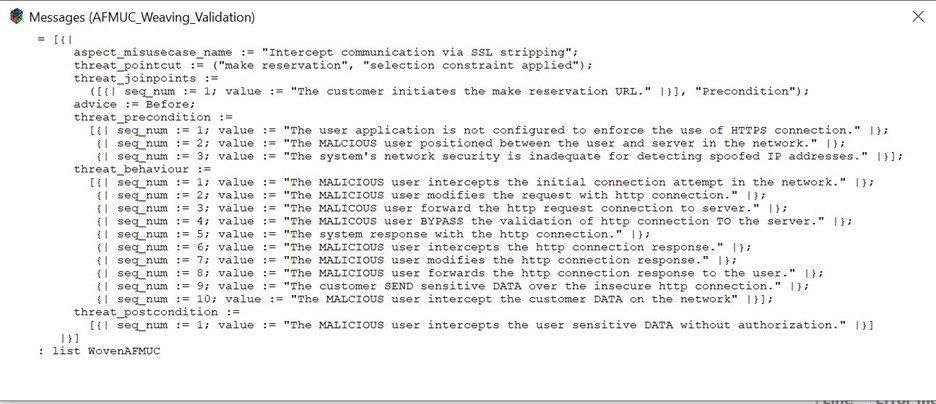 Messages (AFMUC_Weaving_Validation)
= [{|
aspect_misusecase_name := "Intercept communication via SSL stripping";
threat_pointcut := ("make reservation", "selection constraint applied");
threat_joinpoints :=
([{| seq_num := 1; value := "The customer initiates the make reservation URL." |}], "Precondition");
advice := Before;
threat_precondition :=
[{| seq_num := 1; value := "The user application is not configured to enforce the use of HTTPS connection." |};
{| seq_num := 2; value := "The MALCIOUS user positioned between the user and server in the network." |};
{| seq_num := 3; value := "The system's network security is inadequate for detecting spoofed IP addresses." |}];
threat_behaviour :=
[{| seq_num := 1; value := "The MALICIOUS user intercepts the initial connection attempt in the network." |};
{| seq_num := 2; value := "The MALICIOUS user modifies the request with http connection." |};
{| seq_num := 3; value := "The MALICIOUS user forward the http request connection to server." |};
{| seq_num := 4; value := "The MALICIOUS user BYPASS the validation of http connection TO the server." |};
{| seq_num := 5; value := "The system response with the http connection." |};
{| seq_num := 6; value := "The MALICIOUS user intercepts the http connection response." |};
{| seq_num := 7; value := "The MALICIOUS user modifies the http connection response." |};
{| seq_num := 8; value := "The MALICIOUS user forwards the http connection response to the user." |};
{| seq_num := 9; value := "The customer SEND sensitive DATA over the insecure http connection." |};
{| seq_num := 10; value := "The MALCIOUS user intercept the customer DATA on the network" |}];
threat_postcondition :=
[{| seq_num := 1; value := "The MALICIOUS user intercepts the user sensitive DATA without authorization." |}]
|}]
: list WovenAFMUC